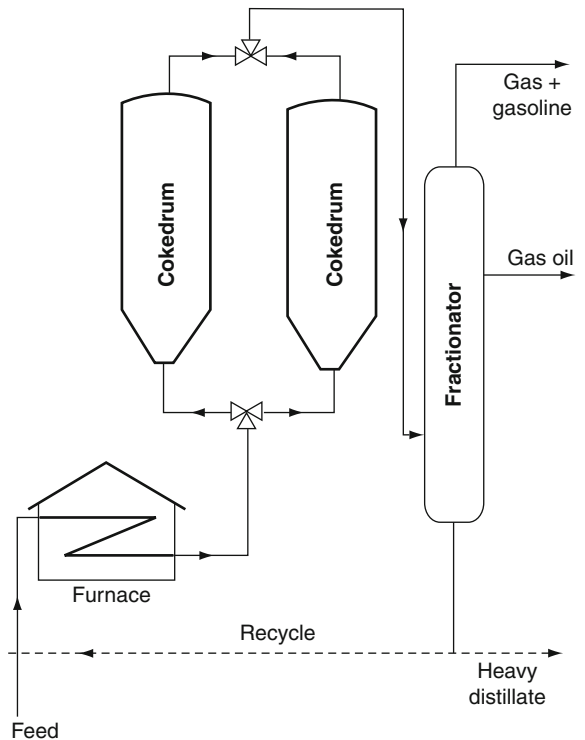 Gas +
gasoline
Cokedrum
Cokedrum
Gas oil
Fractionator
Furnace
Recycle
Heavy
distillate
Feed